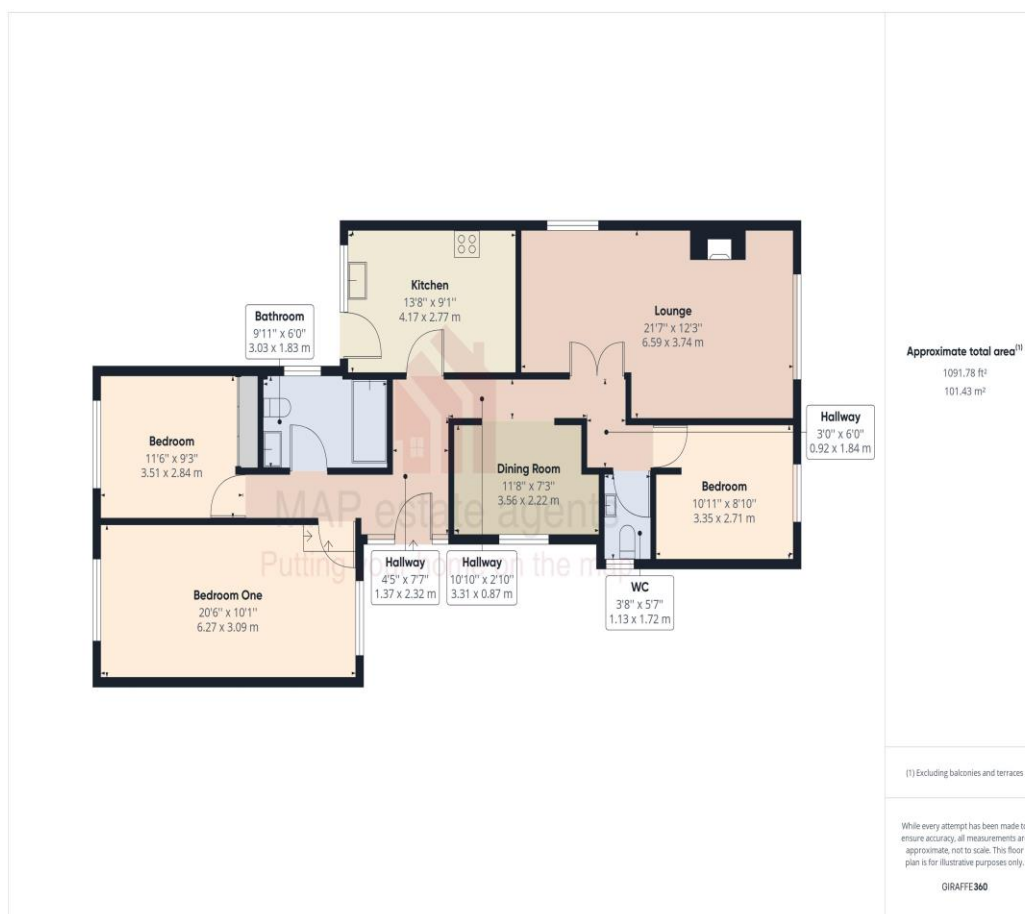 Kitchen
13'8" x 9'1"
4.17 x 2.77 m
Lounge
21'7" x 12'3"
6.59 x 3.74 m
Bathroom
9'11" x 6'0"
3.03 x 1.83 m
Bedroom
11'6" x 9'3"
3.51 x 2.84 m
Dining Room
11'8" x 7'3"
3.56 x 2.22 m
Hallway
3'0" x 6'0"
0.92 x 1.84 m
Bedroom
10'11" x 8'10"
3.35 x 2.71 m
MAP estate agents
Putting your home on the map
Hallway
4'5" x 7'7"
1.37 x 2.32 m
Hallway
10'10" x 2'10"
3.31 x 0.87 m
WC
3'8" x 5'7"
1.13 x 1.72 m
Bedroom One
20'6" x 10'1"
6.27 x 3.09 m
Approximate total area(1)
1091.78 ft²
101.43 m²
(1) Excluding balconies and terraces
While every attempt has been made to
ensure accuracy, all measurements are
approximate, not to scale. This floor
plan is for illustrative purposes only.
GIRAFFE360